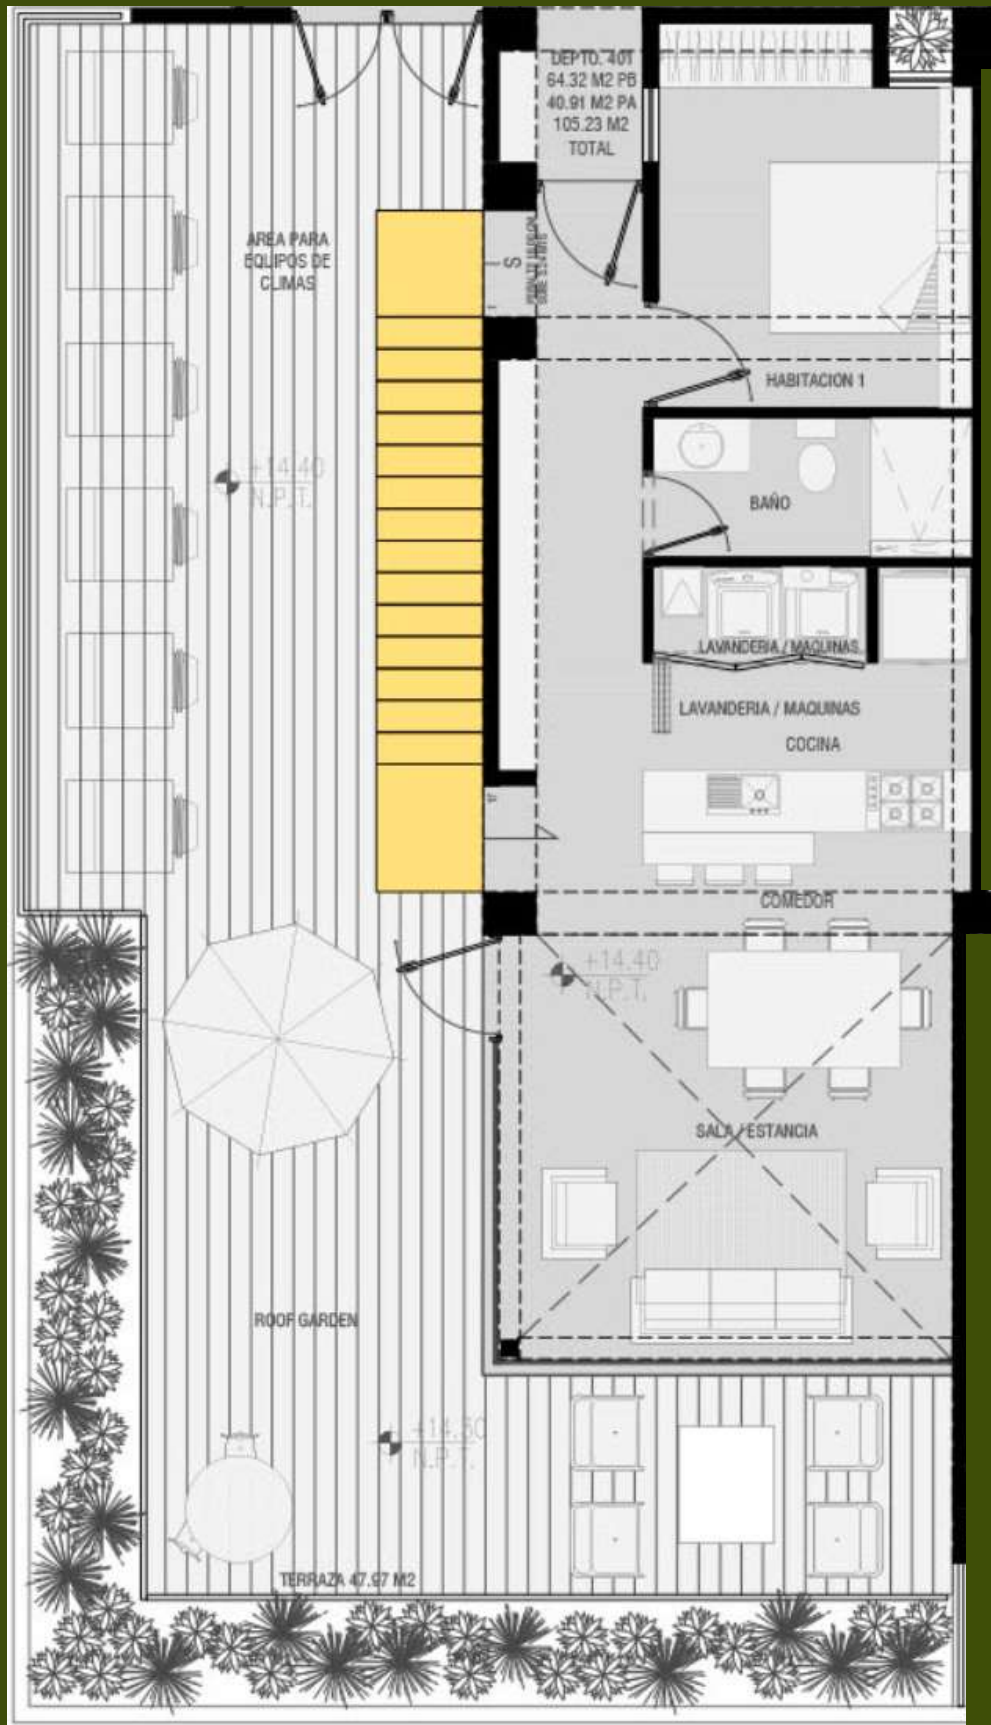 DEPTO. 401
64.32 M2 PB
40.91 M2 PA
105.23 M2
TOTAL
AREA PARA
EQUIPOS DE
CLIMAS
S
HABITACION 1
+14.40
N.P.T.
BAÑO
LAVANDERIA / MAQUINAS
LAVANDERIA / MAQUINAS
COCINA
COMEDOR
+14.40
N.P.T.
SALA / ESTANCIA
ROOF GARDEN
+14.50
N.P.T.
TERRAZA 47.97 M2